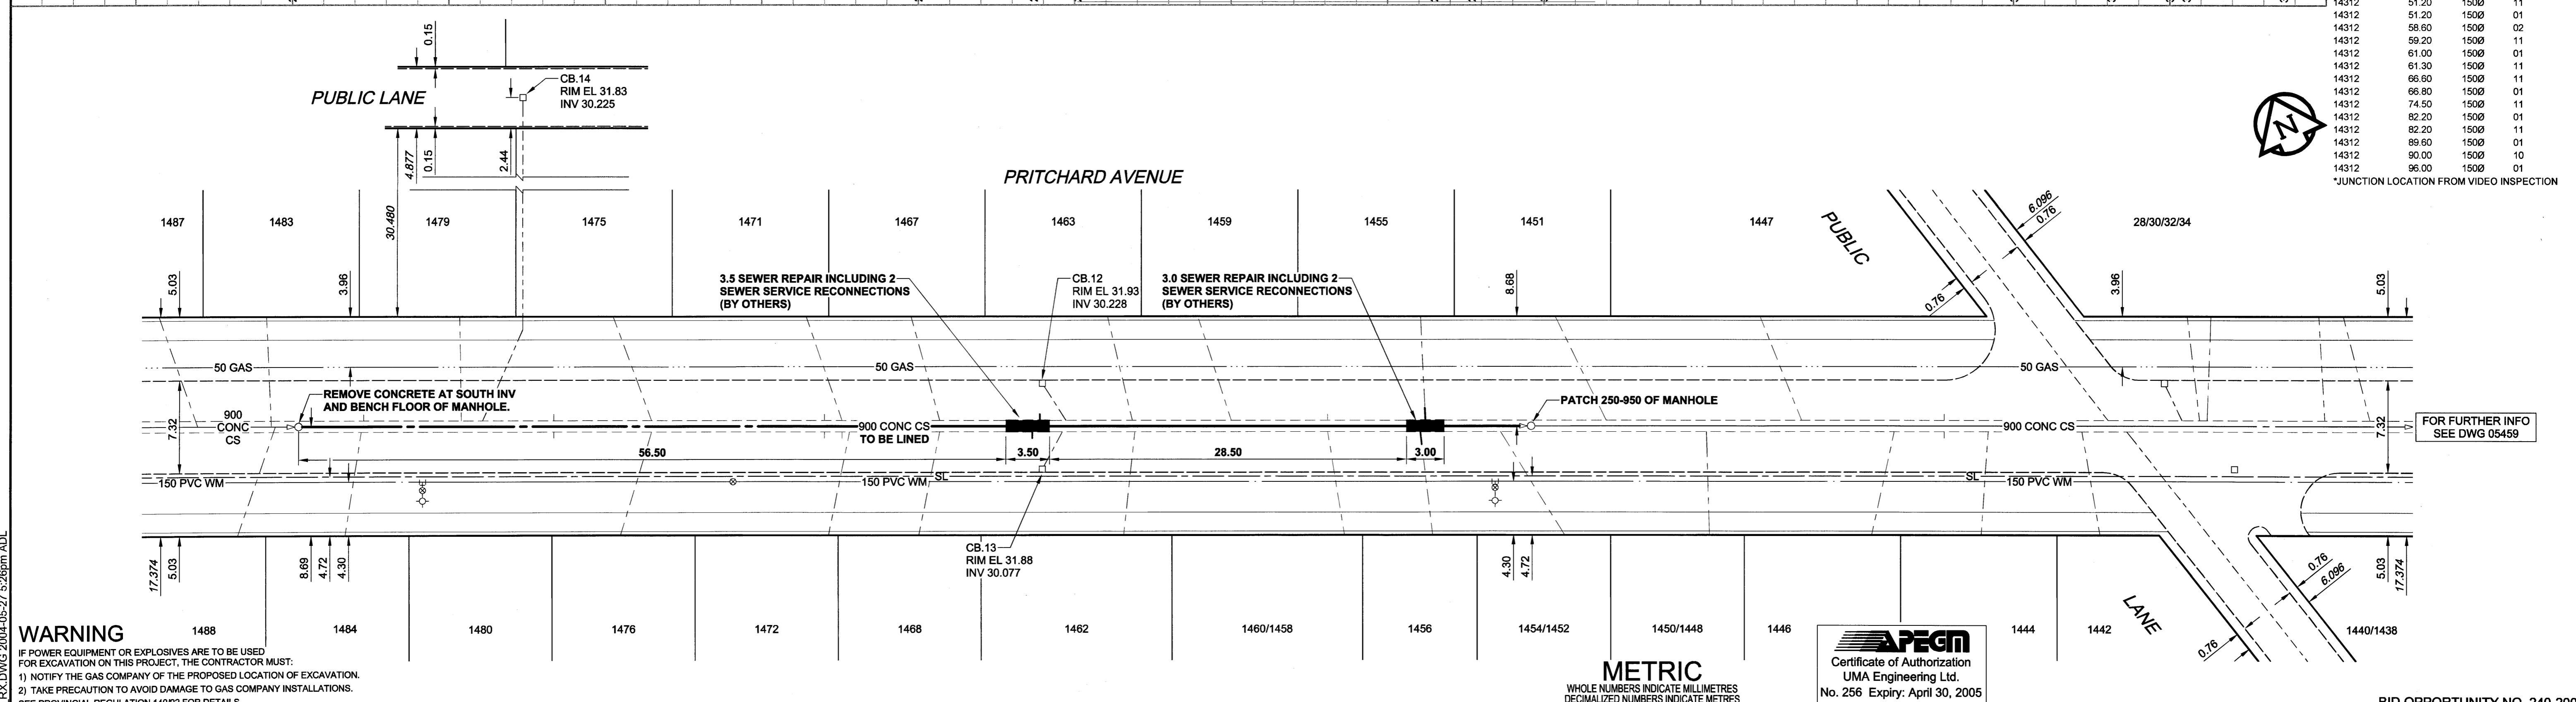 14312 51.20 150Ø 11
14312 51.20 150Ø 01
14312 58.60 150Ø 02
14312 59.20 150Ø 11
14312 61.00 150Ø 01
14312 61.30 150Ø 11
14312 66.60 150Ø 11
14312 66.80 150Ø 01
14312 74.50 150Ø 11
14312 82.20 150Ø 01
14312 82.20 150Ø 11
14312 89.60 150Ø 01
14312 90.00 150Ø 10
14312 96.00 150Ø 01
*JUNCTION LOCATION FROM VIDEO INSPECTION
N
0.15
CB.14
RIM EL 31.83
INV 30.225
PUBLIC LANE
4.877
0.15
2.44
30.480
PRITCHARD AVENUE
1487
1483
1479
1475
1471
1467
1463
1459
1455
1451
1447
PUBLIC
6.096
0.76
28/30/32/34
5.03
3.96
3.5 SEWER REPAIR INCLUDING 2
SEWER SERVICE RECONNECTIONS
(BY OTHERS)
CB.12
RIM EL 31.93
INV 30.228
3.0 SEWER REPAIR INCLUDING 2
SEWER SERVICE RECONNECTIONS
(BY OTHERS)
8.68
0.76
3.96
5.03
50 GAS
50 GAS
50 GAS
REMOVE CONCRETE AT SOUTH INV
AND BENCH FLOOR OF MANHOLE.
PATCH 250-950 OF MANHOLE
7.32
900
CONC
CS
900 CONC CS
TO BE LINED
900 CONC CS
7.32
FOR FURTHER INFO
SEE DWG 05459
56.50
3.50
28.50
3.00
150 PVC WM
150 PVC WM
SL
SL
150 PVC WM
CB.13
RIM EL 31.88
INV 30.077
17.374
5.03
8.69
4.72
4.30
4.30
4.72
0.76
6.096
5.03
17.374
LANE
0.76
1488
1484
1480
1476
1472
1468
1462
1460/1458
1456
1454/1452
1450/1448
1446
1444
1442
1440/1438
WARNING
IF POWER EQUIPMENT OR EXPLOSIVES ARE TO BE USED
FOR EXCAVATION ON THIS PROJECT, THE CONTRACTOR MUST:
1) NOTIFY THE GAS COMPANY OF THE PROPOSED LOCATION OF EXCAVATION.
2) TAKE PRECAUTION TO AVOID DAMAGE TO GAS COMPANY INSTALLATIONS.
METRIC
WHOLE NUMBERS INDICATE MILLIMETRES
DECIMALIZED NUMBERS INDICATE METRES
APEGM
Certificate of Authorization
UMA Engineering Ltd.
No. 256 Expiry: April 30, 2005
BID OPPORTUNITY NO. 240-200
RX.DWG 2004-05-27 5:26pm ADL